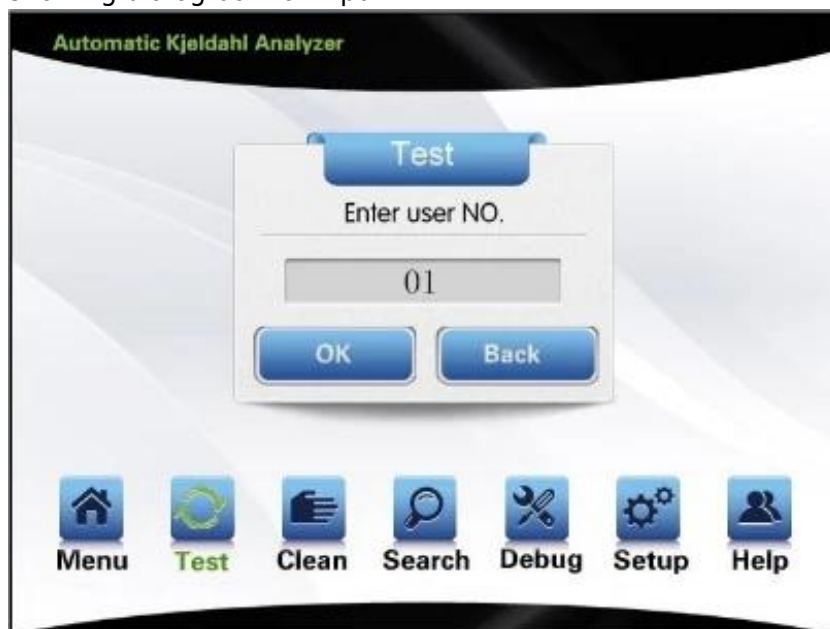 Automatic Kjeldahl Analyzer
Test
Enter user NO.
01
OK Back
Menu Test Clean Search Debug Setup Help